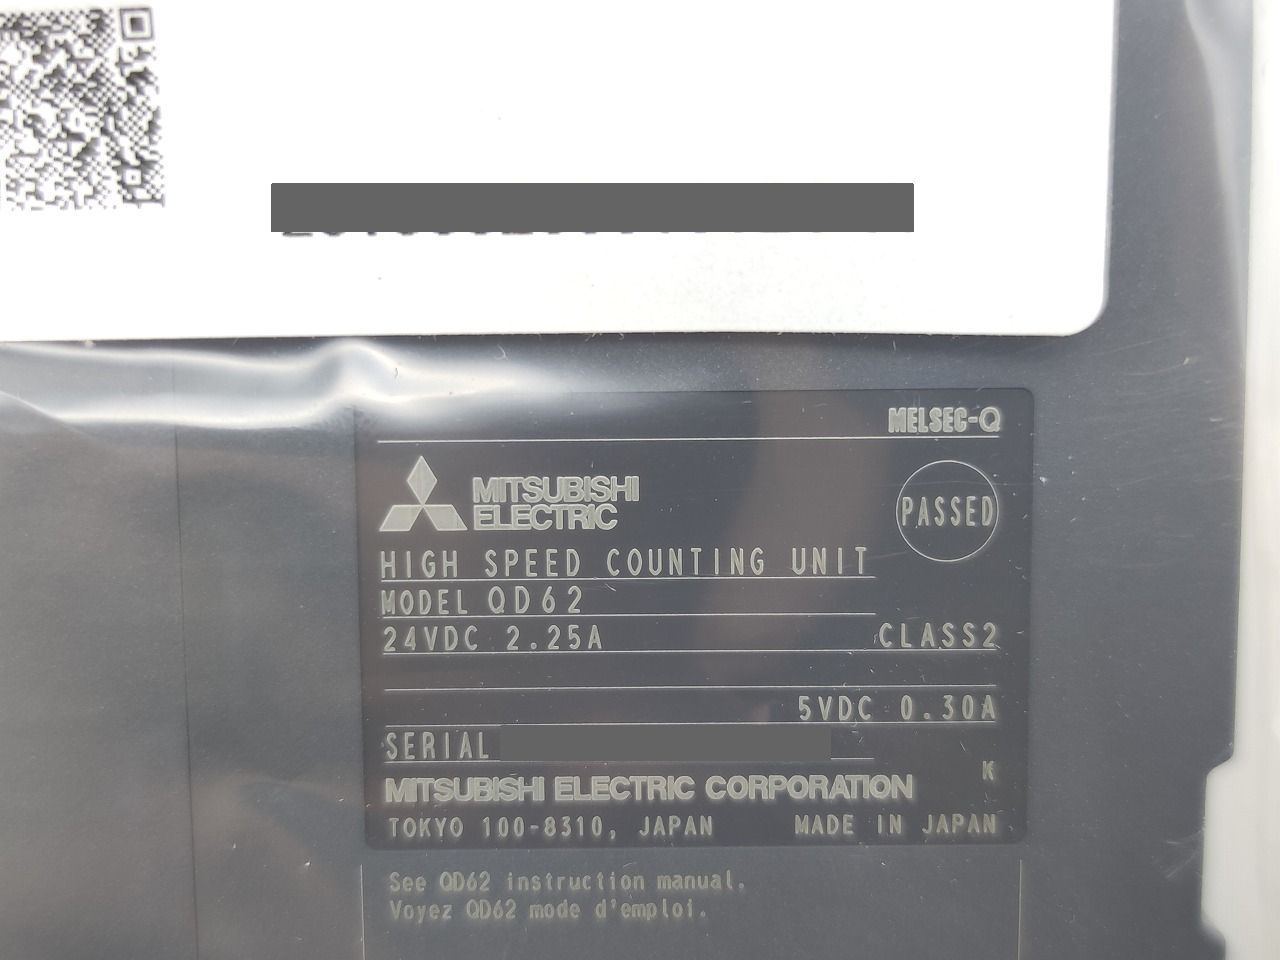 MELSEC-Q
MITSUBISHI
ELECTRIC
PASSED
HIGH SPEED COUNTING UNIT
MODEL QD62
24VDC 2.25A CLASS2
5VDC 0.30A
SERIAL
K
MITSUBISHI ELECTRIC CORPORATION
TOKYO 100-8310, JAPAN MADE IN JAPAN
See QD62 instruction manual.
Voyez QD62 mode d'emploi.